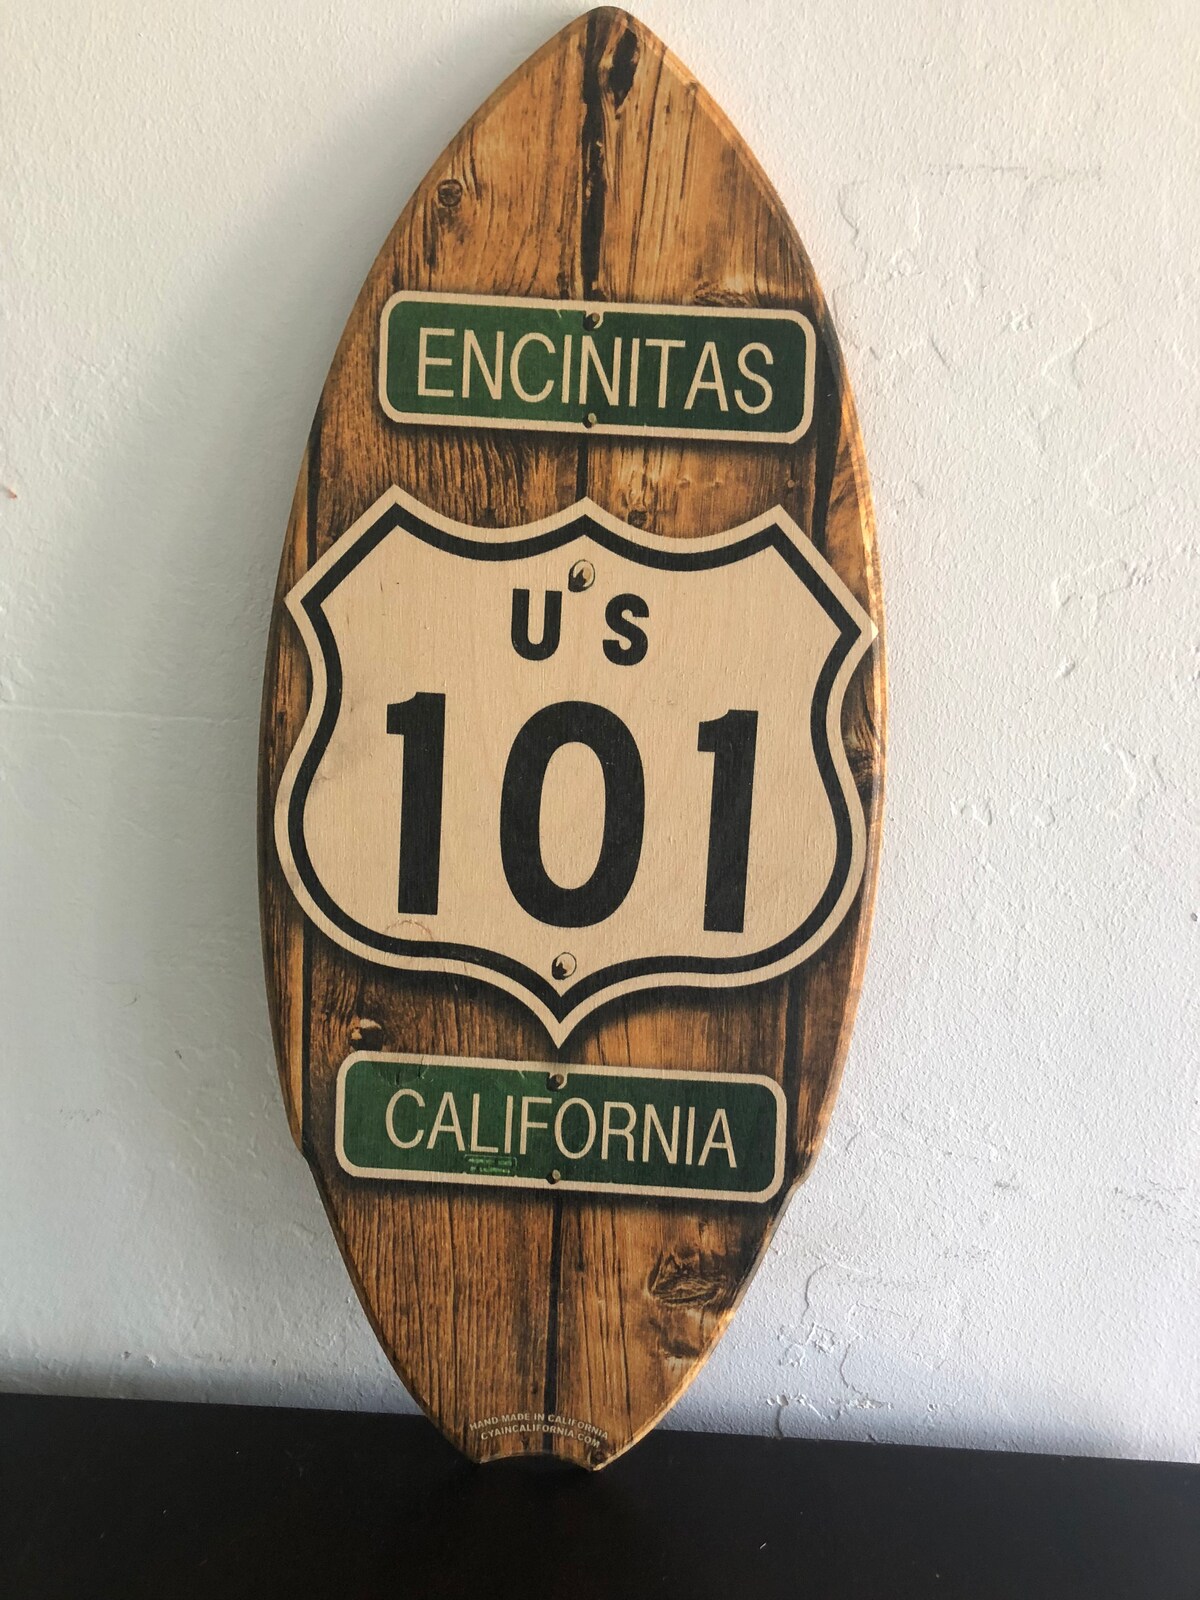 ENCINITAS
U S
101
CALIFORNIA
HAND MADE IN CALIFORNIA
CYAINCALIFORNIA.COM